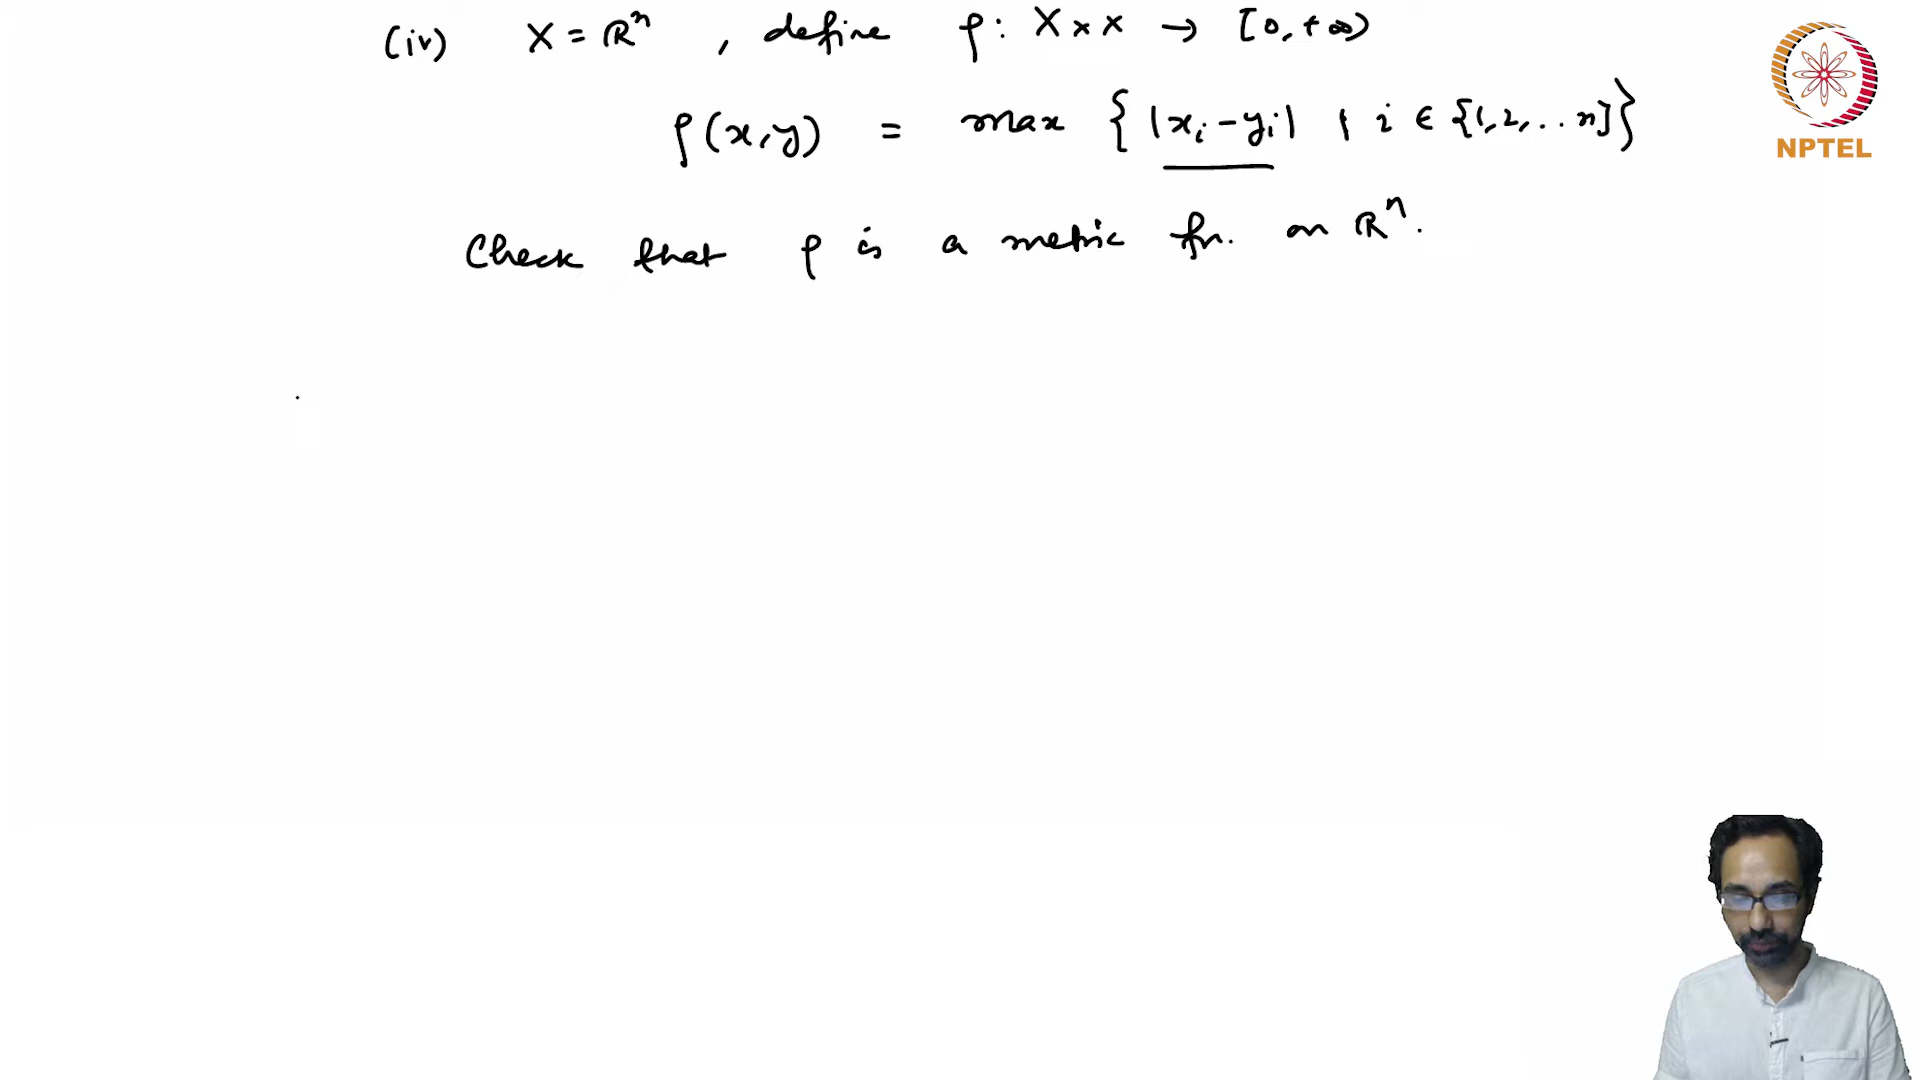 (iv) X = ℝⁿ , define ρ : X × X → [0, +∞)
ρ(x,y) = max { |xᵢ - yᵢ| | i ∈ {1,2,..n} }
Check that ρ is a metric fn. on ℝⁿ.
NPTEL